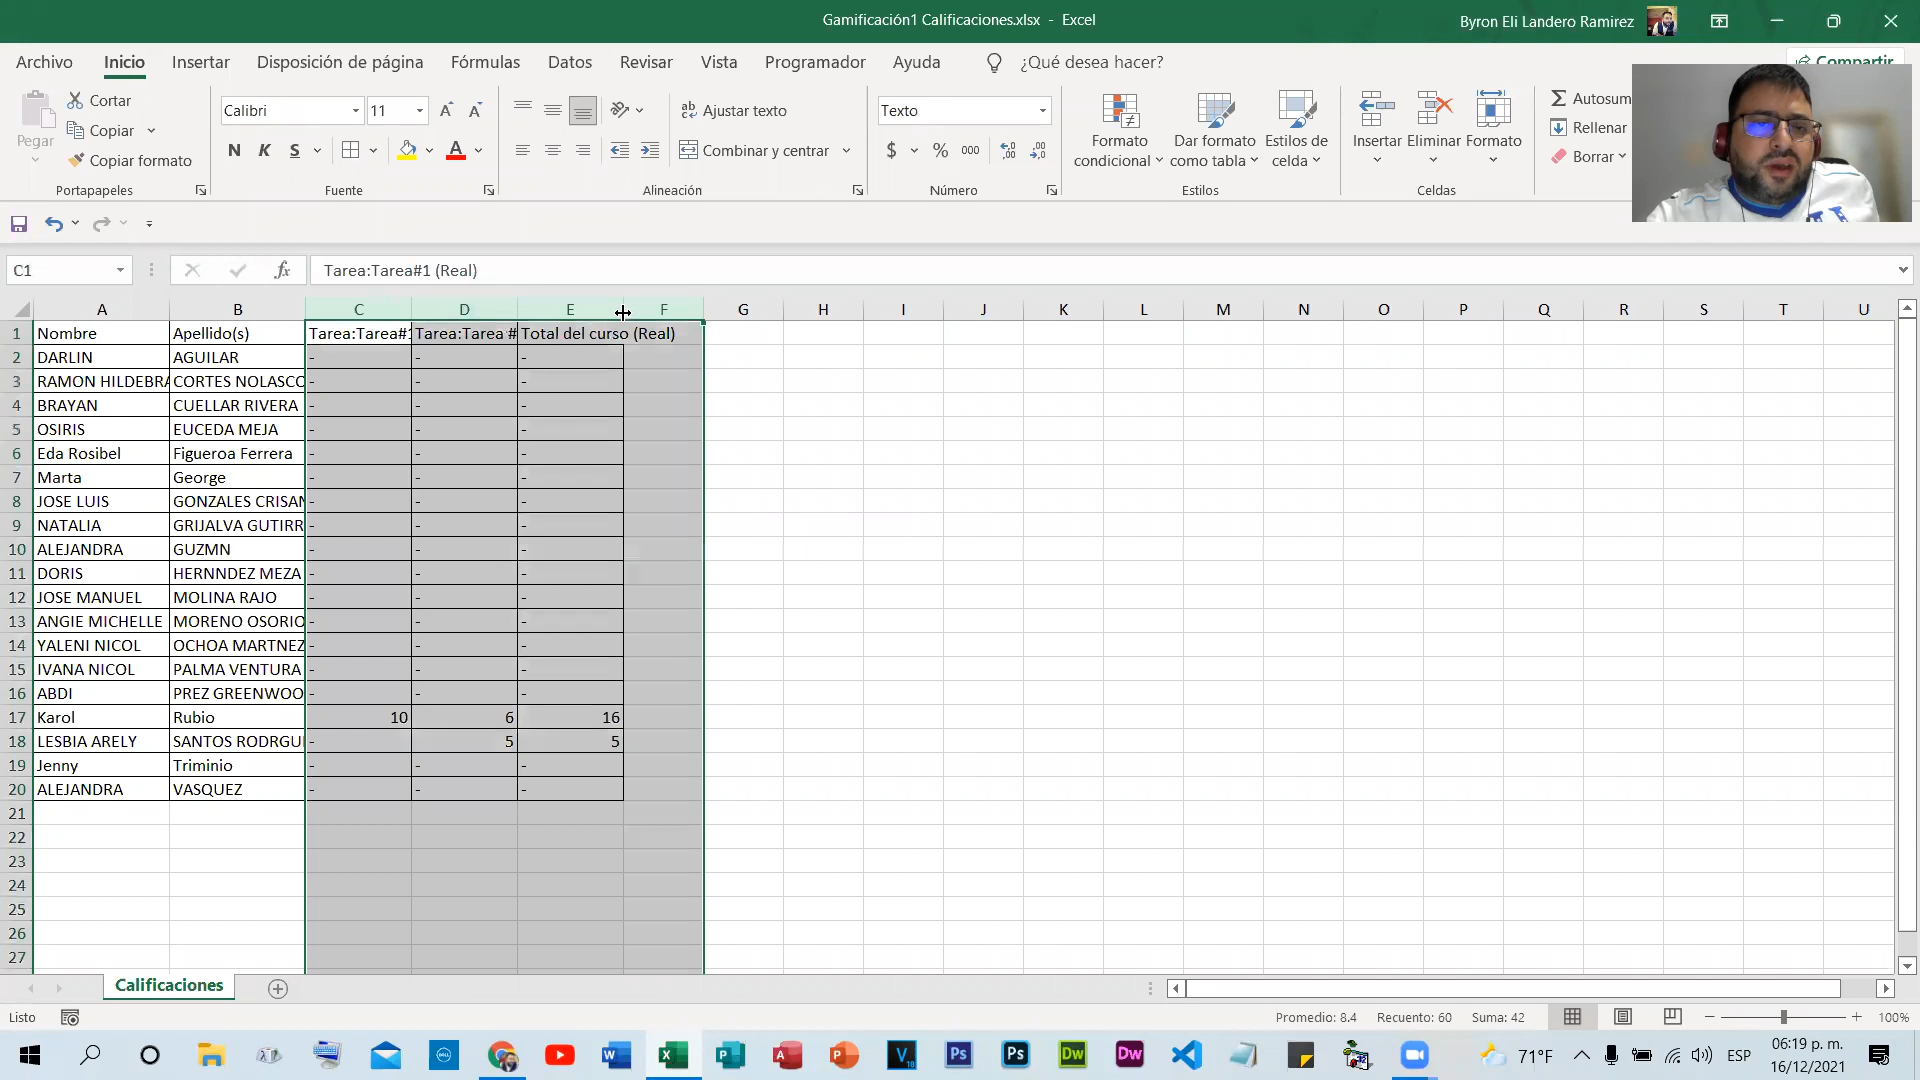 Gamificación1 Calificaciones.xlsx - Excel
Byron Eli Landero Ramirez
Archivo Inicio Insertar Disposición de página Fórmulas Datos Revisar Vista Programador Ayuda ¿Qué desea hacer? Compartir
Pegar
Cortar
Copiar
Copiar formato
Portapapeles
Calibri 11
N K S
Fuente
Ajustar texto
Combinar y centrar
Alineación
Texto
$ % 000
Número
Formato condicional
Dar formato como tabla
Estilos de celda
Estilos
Insertar Eliminar Formato
Celdas
Autosum
Rellenar
Borrar
C1 fx Tarea:Tarea#1 (Real)
A B C D E F G H I J K L M N O P Q R S T U
1 Nombre Apellido(s) Tarea:Tarea#1 Tarea:Tarea # Total del curso (Real)
2 DARLIN AGUILAR - - -
3 RAMON HILDEBRA CORTES NOLASCO - - -
4 BRAYAN CUELLAR RIVERA - - -
5 OSIRIS EUCEDA MEJA - - -
6 Eda Rosibel Figueroa Ferrera - - -
7 Marta George - - -
8 JOSE LUIS GONZALES CRISAN - - -
9 NATALIA GRIJALVA GUTIRR - - -
10 ALEJANDRA GUZMN - - -
11 DORIS HERNNDEZ MEZA - - -
12 JOSE MANUEL MOLINA RAJO - - -
13 ANGIE MICHELLE MORENO OSORIO - - -
14 YALENI NICOL OCHOA MARTNEZ - - -
15 IVANA NICOL PALMA VENTURA - - -
16 ABDI PREZ GREENWOO - - -
17 Karol Rubio 10 6 16
18 LESBIA ARELY SANTOS RODRGUI - 5 5
19 Jenny Triminio - - -
20 ALEJANDRA VASQUEZ - - -
21
22
23
24
25
26
27
Calificaciones
Listo Promedio: 8.4 Recuento: 60 Suma: 42 100%
71°F ESP 06:19 p. m.
16/12/2021